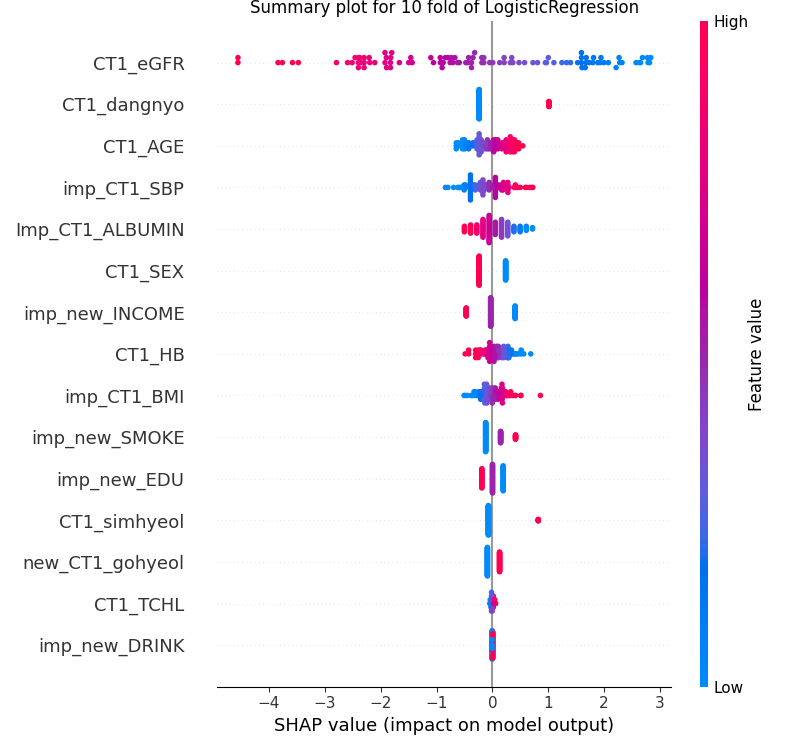 Summary plot for 10 fold of LogisticRegression
High
CT1_eGFR
CT1_dangnyo
CT1_AGE
imp_CT1_SBP
Imp_CT1_ALBUMIN
CT1_SEX
imp_new_INCOME
CT1_HB
imp_CT1_BMI
imp_new_SMOKE
imp_new_EDU
CT1_simhyeol
new_CT1_gohyeol
CT1_TCHL
imp_new_DRINK
Feature value
Low
−4 −3 −2 −1 0 1 2 3
SHAP value (impact on model output)